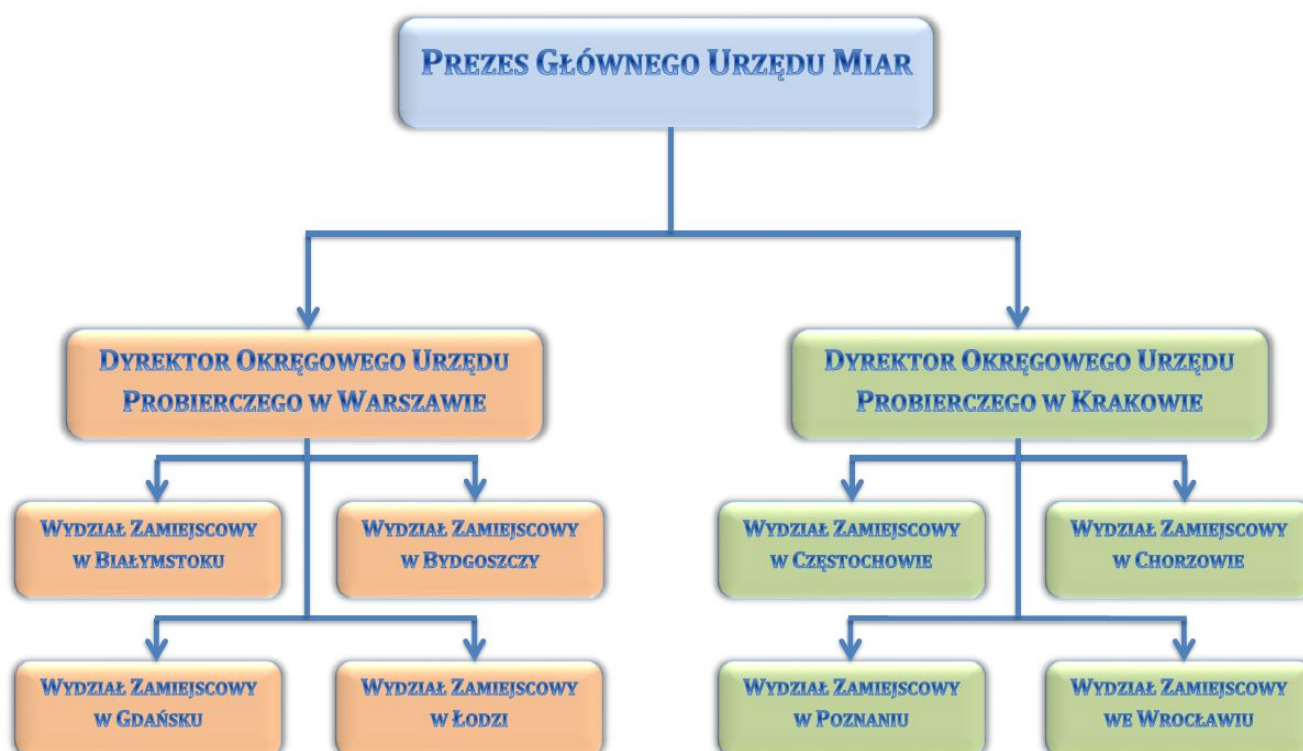 PREZES GŁÓWNEGO URZĘDU MIAR
DYREKTOR OKRĘGOWEGO URZĘDU
PROBIERCZEGO W WARSZAWIE
DYREKTOR OKRĘGOWEGO URZĘDU
PROBIERCZEGO W KRAKOWIE
WYDZIAŁ ZAMIEJSCOWY
W BIAŁYMSTOKU
WYDZIAŁ ZAMIEJSCOWY
W BYDGOSZCZY
WYDZIAŁ ZAMIEJSCOWY
W CZĘSTOCHOWIE
WYDZIAŁ ZAMIEJSCOWY
W CHORZOWIE
WYDZIAŁ ZAMIEJSCOWY
W GDAŃSKU
WYDZIAŁ ZAMIEJSCOWY
W ŁODZI
WYDZIAŁ ZAMIEJSCOWY
W POZNANIU
WYDZIAŁ ZAMIEJSCOWY
WE WROCŁAWIU